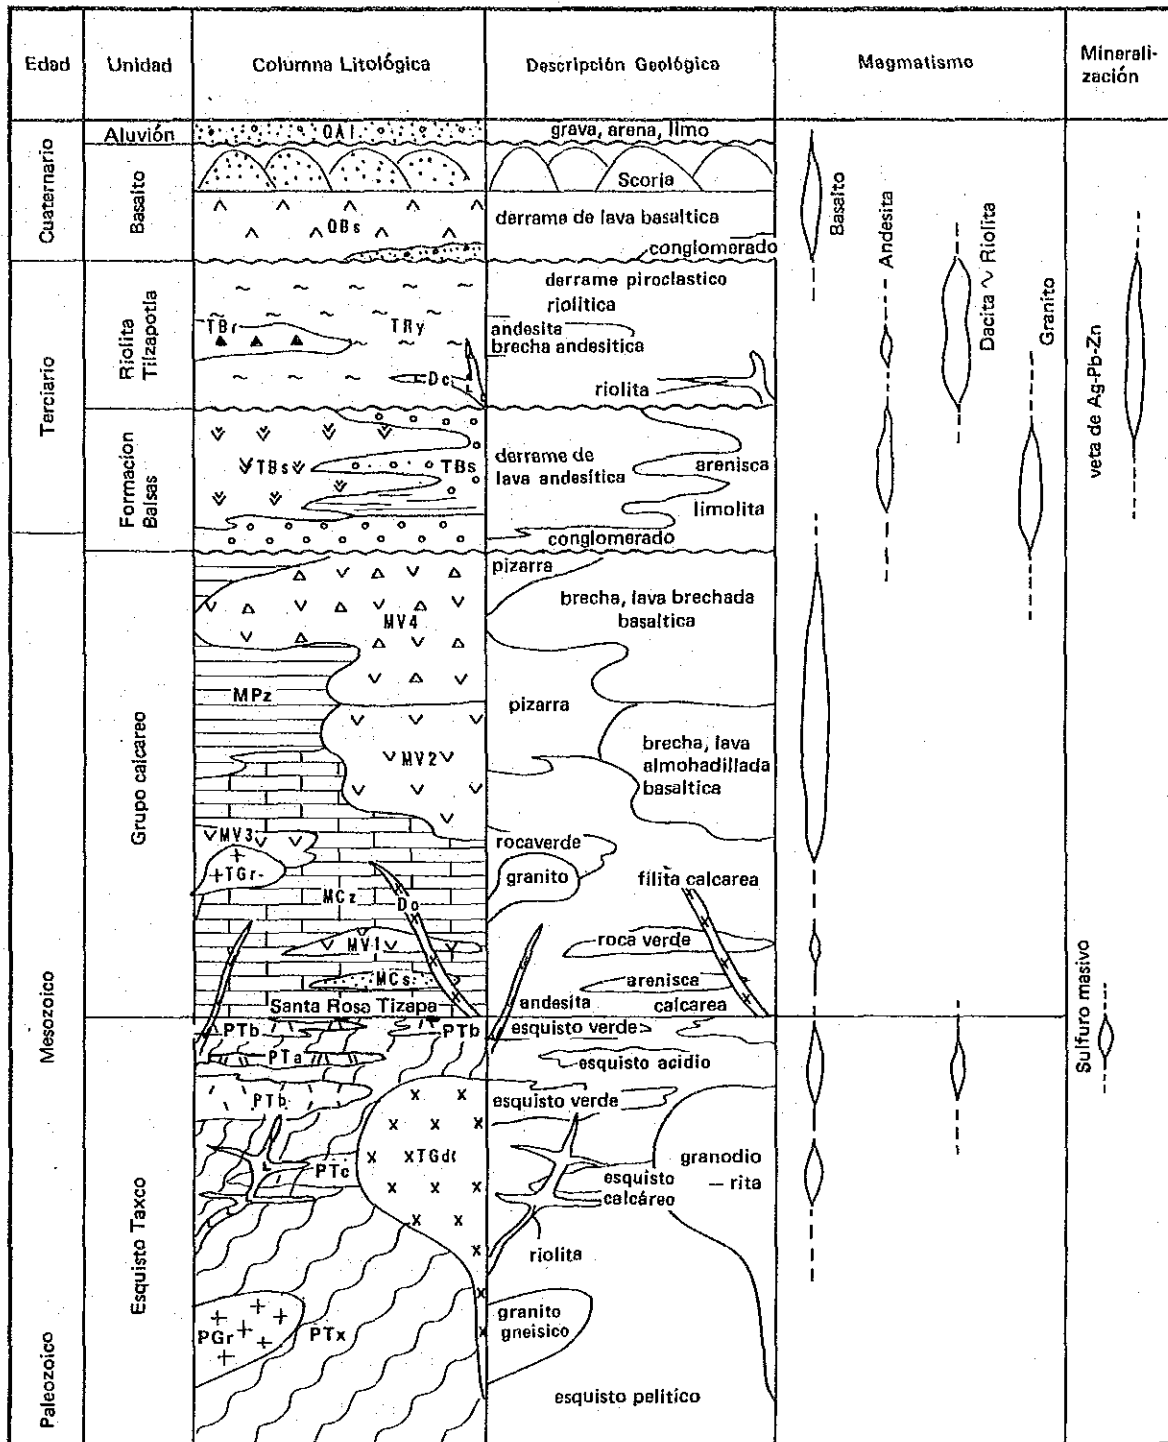 Edad
Unidad
Columna Litológica
Descripción Geológica
Magmatismo
Minerali-
zación
Cuaternario
Terciario
Mesozoico
Paleozoico
Aluvión
Basalto
Riolita
Tilzapotla
Formacion
Balsas
Grupo calcareo
Esquisto Taxco
QAl
QBs
TBr
TRy
Dc
TBs
TBs
MV4
MPz
MV2
MV3
TGr
MCz
Do
MV1
MCs
Santa Rosa Tizapa
PTb
PTb
PTa
PTb
PTc
TGd
PGr
PTx
grava, arena, limo
Scoria
derrame de lava basaltica
conglomerado
derrame piroclastico
riolitica
andesita
brecha andesitica
riolita
derrame de
lava andesítica
arenisca
limolita
conglomerado
pizarra
brecha, lava brechada
basaltica
pizarra
brecha, lava
almohadillada
basaltica
rocaverde
granito
filita calcarea
roca verde
arenisca
calcarea
andesita
esquisto verde
esquisto acidio
esquisto verde
granodio
– rita
esquisto
calcáreo
riolita
granito
gneisico
esquisto pelitico
Basalto
Andesita
Dacita ~ Riolita
Granito
veta de Ag-Pb-Zn
Sulfuro masivo